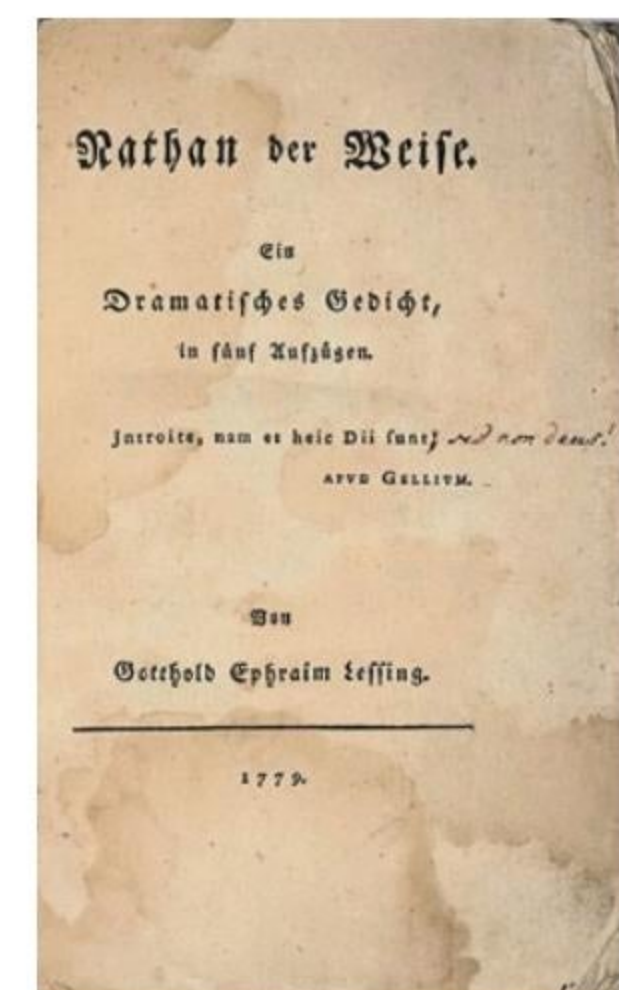 Nathan der Weiſe.
Ein
Dramatiſches Gedicht,
in fünf Aufzügen.
Introite, nam et heic Dii ſunt; sed non deus!
APVD GELLIVM.
Von
Gotthold Ephraim Leſſing.
1779.